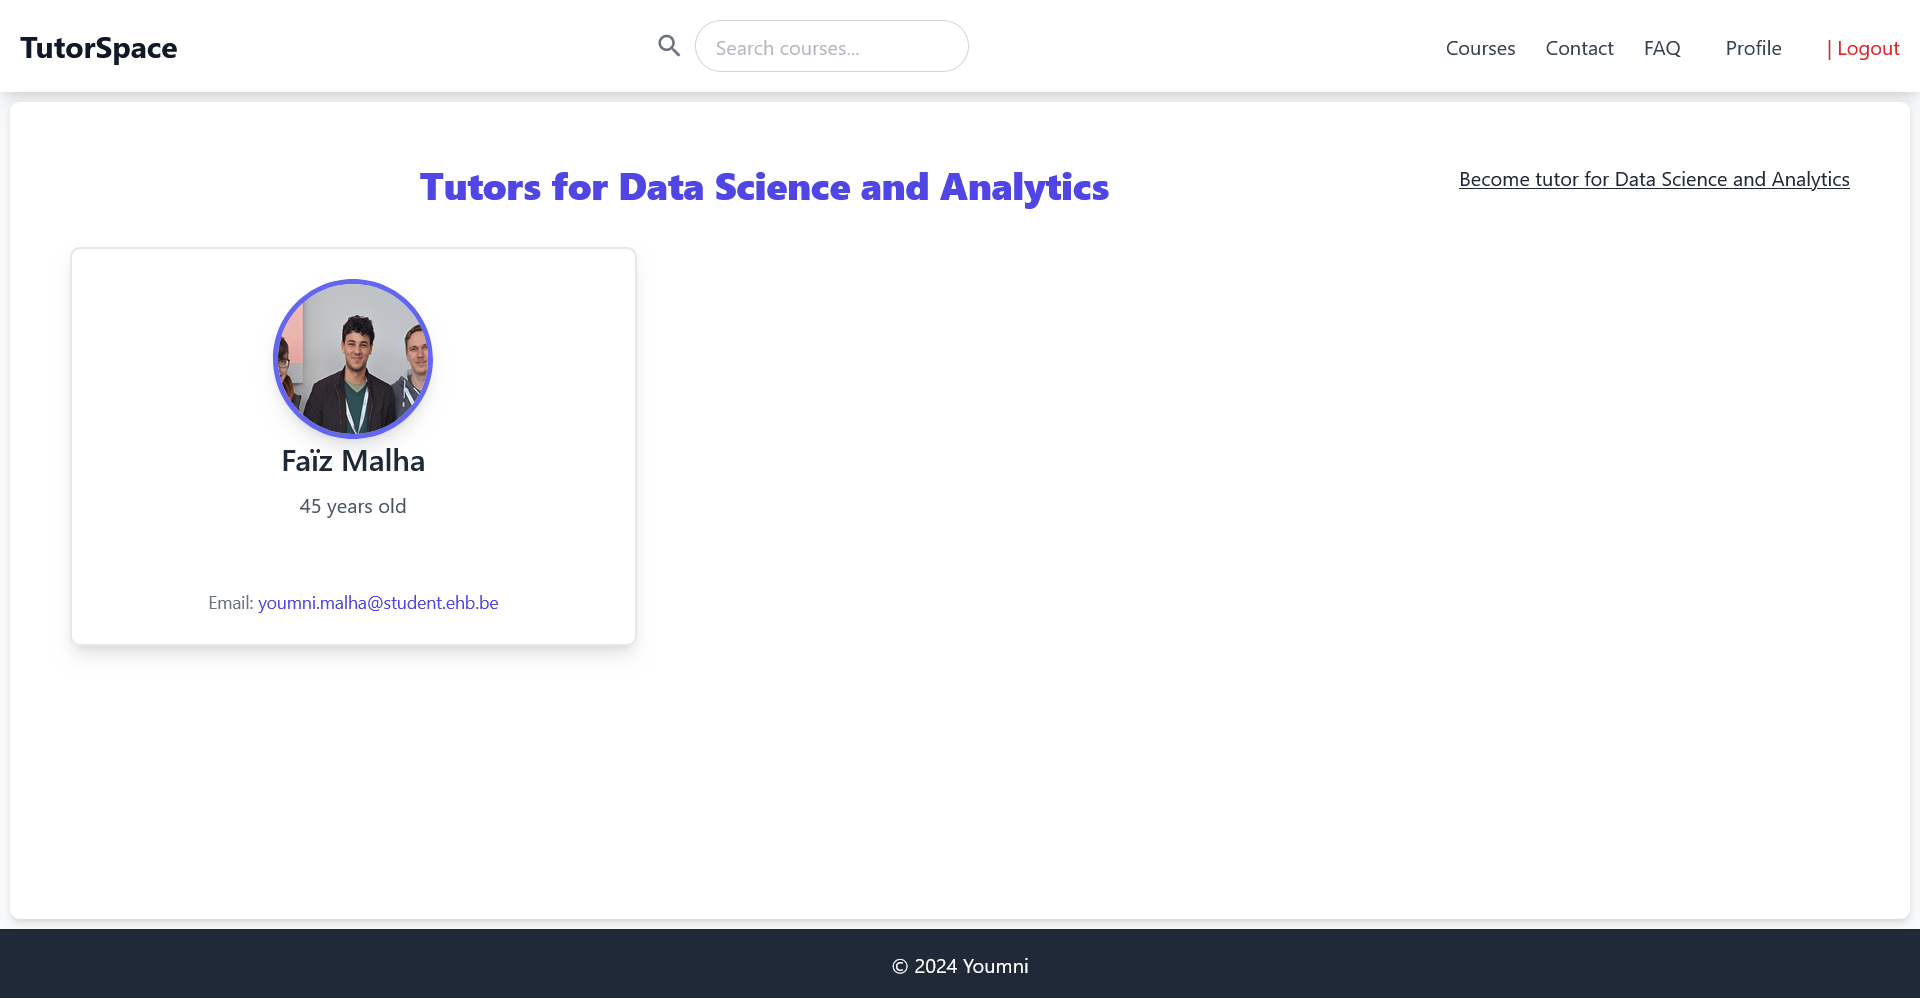 TutorSpace
Search courses...
Courses
Contact
FAQ
Profile
| Logout
Tutors for Data Science and Analytics
Become tutor for Data Science and Analytics
Faïz Malha
45 years old
Email: youmni.malha@student.ehb.be
© 2024 Youmni